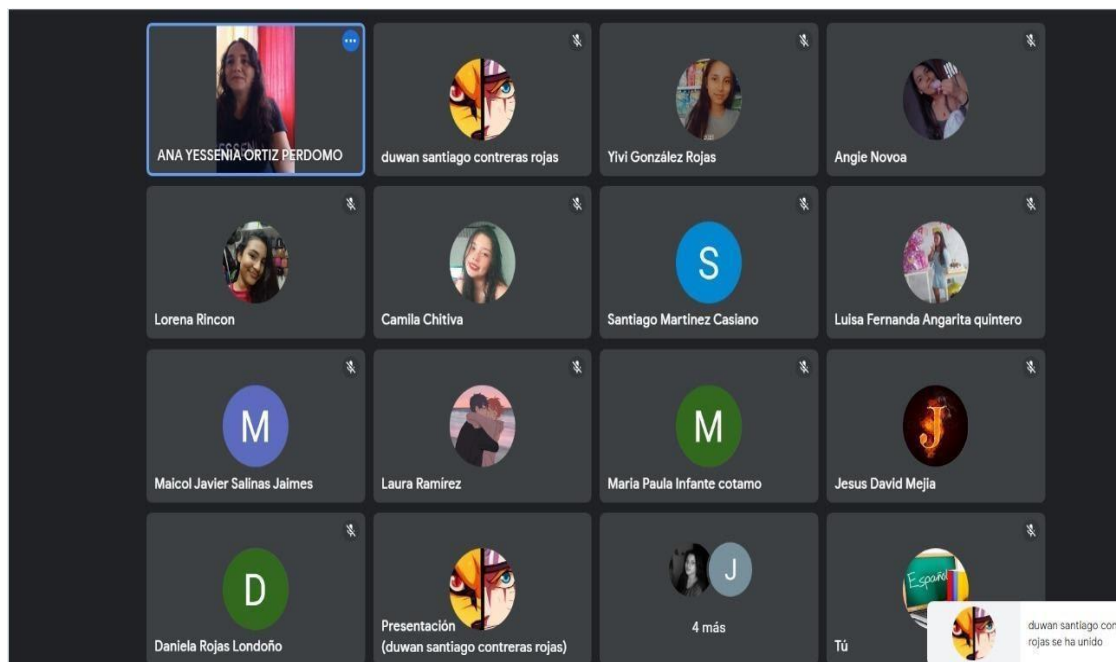 ANA YESSENIA ORTIZ PERDOMO
duwan santiago contreras rojas
Yivi González Rojas
Angie Novoa
Lorena Rincon
Camila Chitiva
S
Santiago Martinez Casiano
Luisa Fernanda Angarita quintero
M
Maicol Javier Salinas Jaimes
Laura Ramírez
M
Maria Paula Infante cotamo
J
Jesus David Mejia
D
Daniela Rojas Londoño
Presentación
(duwan santiago contreras rojas)
J
4 más
Español
Tú
duwan santiago con
rojas se ha unido